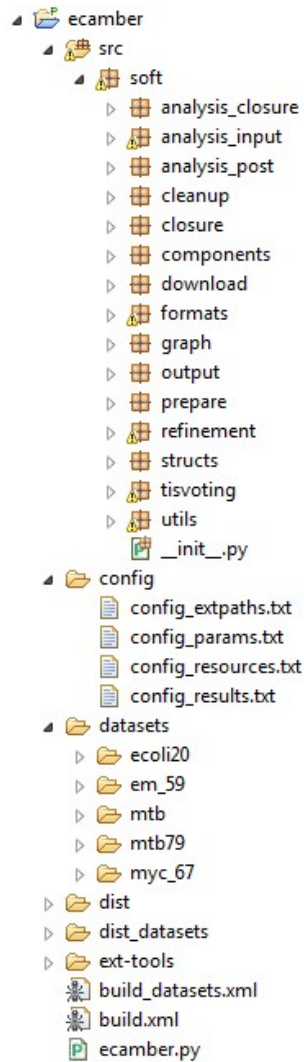 ecamber
src
soft
analysis_closure
analysis_input
analysis_post
cleanup
closure
components
download
formats
graph
output
prepare
refinement
structs
tisvoting
utils
__init__.py
config
config_extpaths.txt
config_params.txt
config_resources.txt
config_results.txt
datasets
ecoli20
em_59
mtb
mtb79
myc_67
dist
dist_datasets
ext-tools
build_datasets.xml
build.xml
ecamber.py